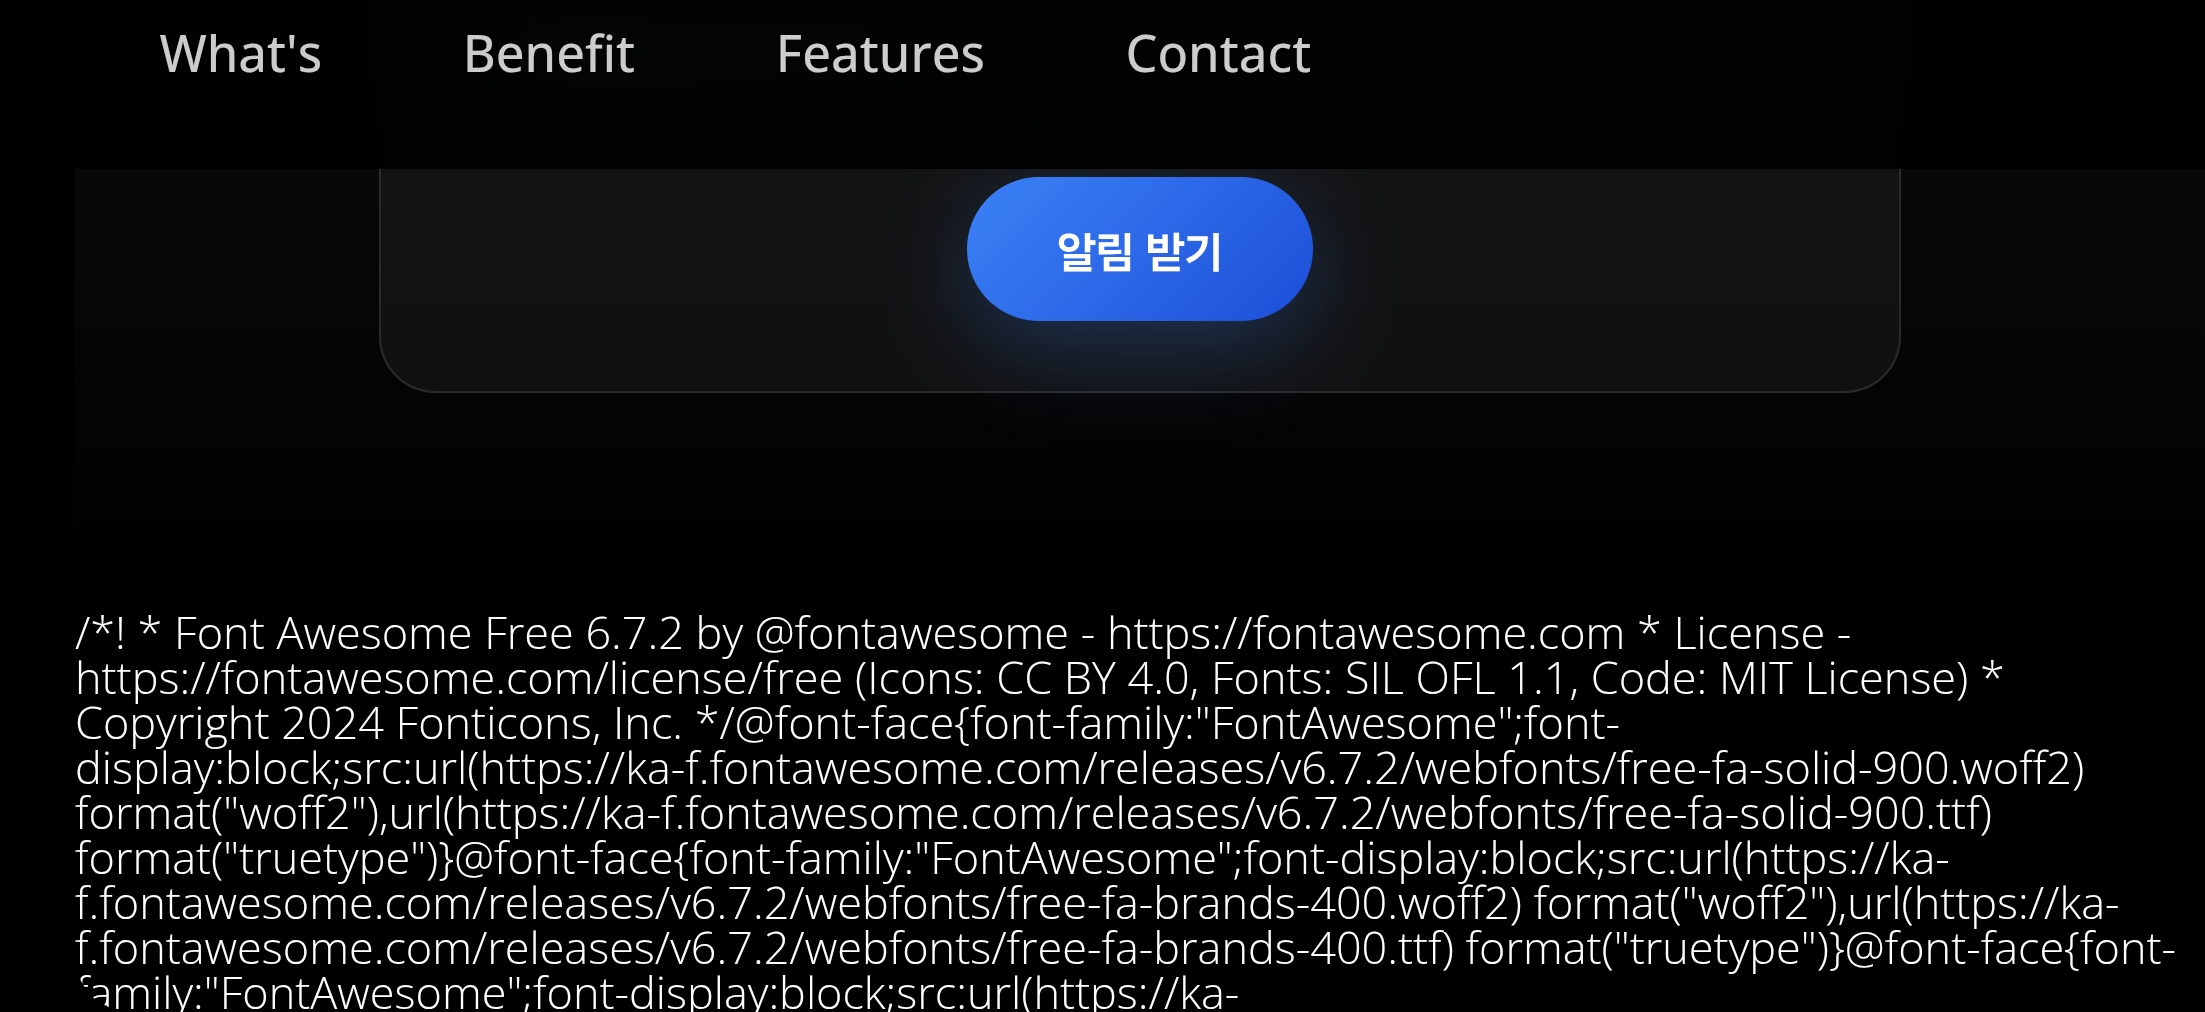 What's Benefit Features Contact
알림 받기
/*! * Font Awesome Free 6.7.2 by @fontawesome - https://fontawesome.com * License -
https://fontawesome.com/license/free (Icons: CC BY 4.0, Fonts: SIL OFL 1.1, Code: MIT License) *
Copyright 2024 Fonticons, Inc. */@font-face{font-family:"FontAwesome";font-
display:block;src:url(https://ka-f.fontawesome.com/releases/v6.7.2/webfonts/free-fa-solid-900.woff2)
format("woff2"),url(https://ka-f.fontawesome.com/releases/v6.7.2/webfonts/free-fa-solid-900.ttf)
format("truetype")}@font-face{font-family:"FontAwesome";font-display:block;src:url(https://ka-
f.fontawesome.com/releases/v6.7.2/webfonts/free-fa-brands-400.woff2) format("woff2"),url(https://ka-
f.fontawesome.com/releases/v6.7.2/webfonts/free-fa-brands-400.ttf) format("truetype")}@font-face{font-
family:"FontAwesome";font-display:block;src:url(https://ka-